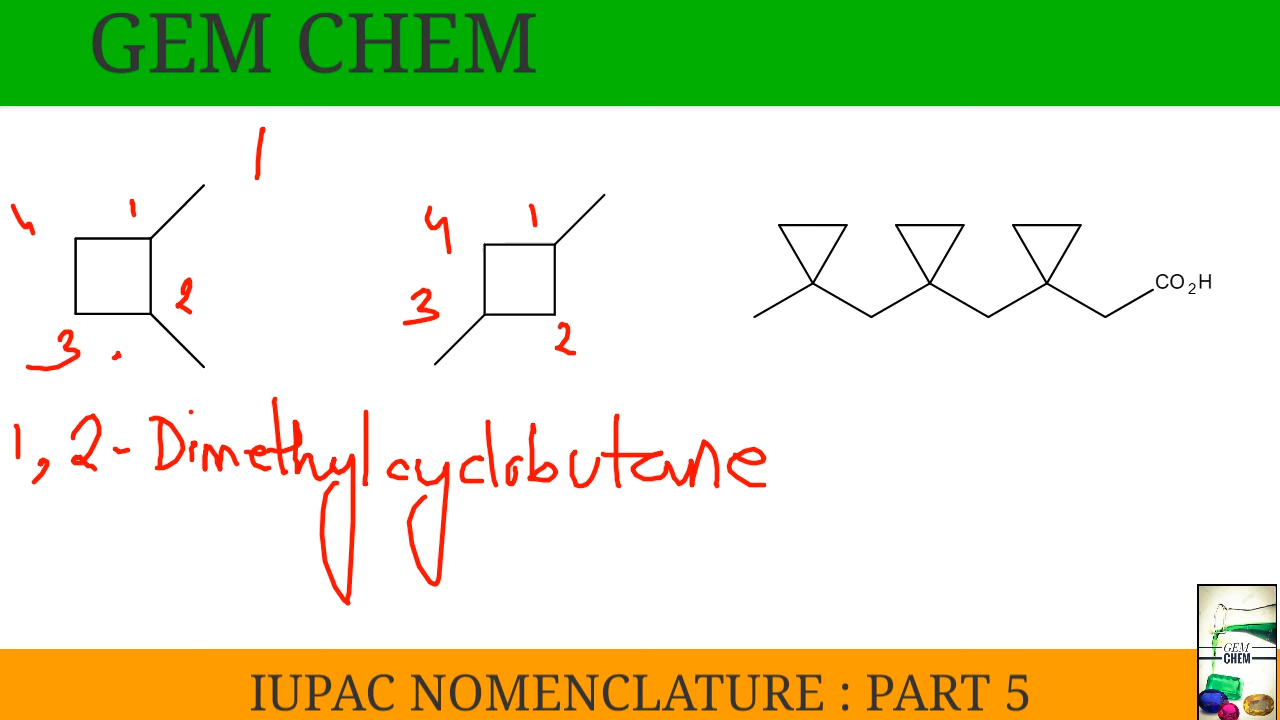 GEM CHEM
1
4 1
2
3 .
4 1
3
2
CO2H
1,2-Dimethylcyclobutane
GEM
CHEM
IUPAC NOMENCLATURE : PART 5